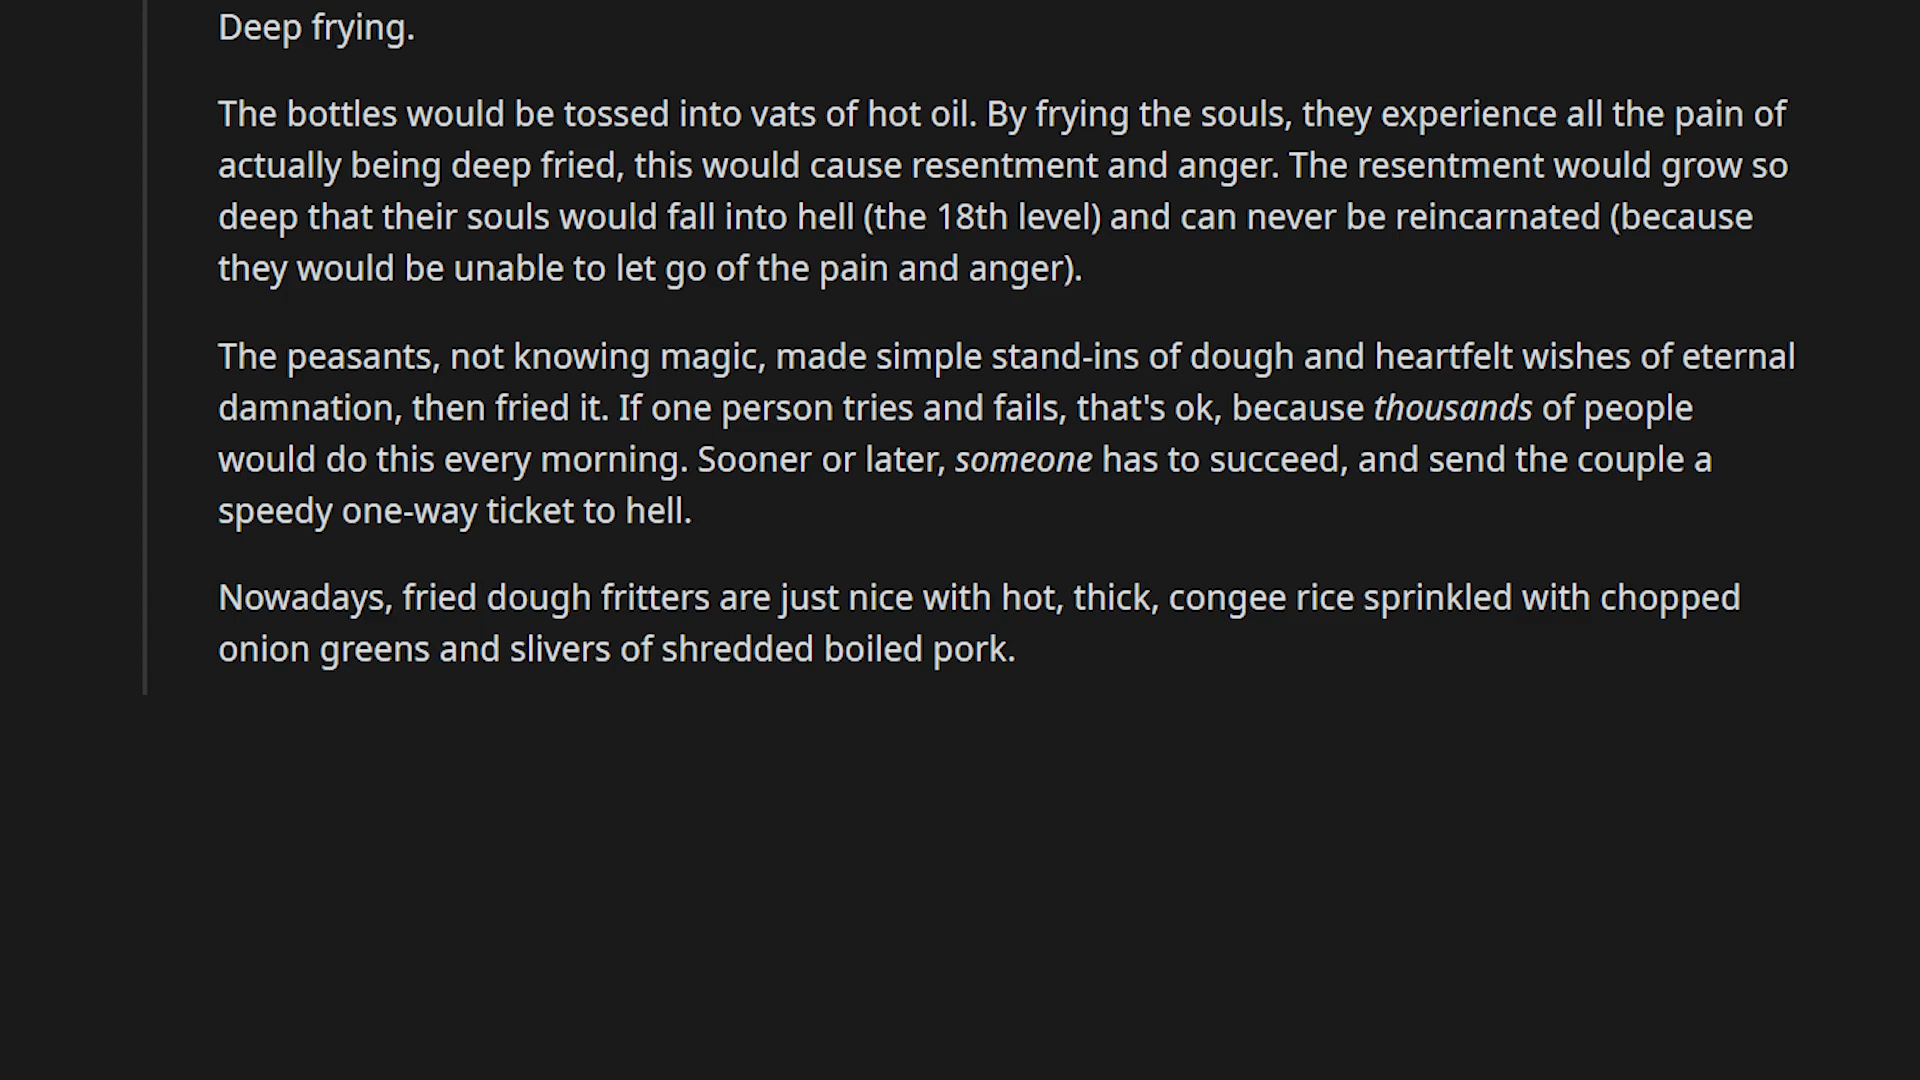 Deep frying.
The bottles would be tossed into vats of hot oil. By frying the souls, they experience all the pain of
actually being deep fried, this would cause resentment and anger. The resentment would grow so
deep that their souls would fall into hell (the 18th level) and can never be reincarnated (because
they would be unable to let go of the pain and anger).
The peasants, not knowing magic, made simple stand-ins of dough and heartfelt wishes of eternal
damnation, then fried it. If one person tries and fails, that's ok, because thousands of people
would do this every morning. Sooner or later, someone has to succeed, and send the couple a
speedy one-way ticket to hell.
Nowadays, fried dough fritters are just nice with hot, thick, congee rice sprinkled with chopped
onion greens and slivers of shredded boiled pork.